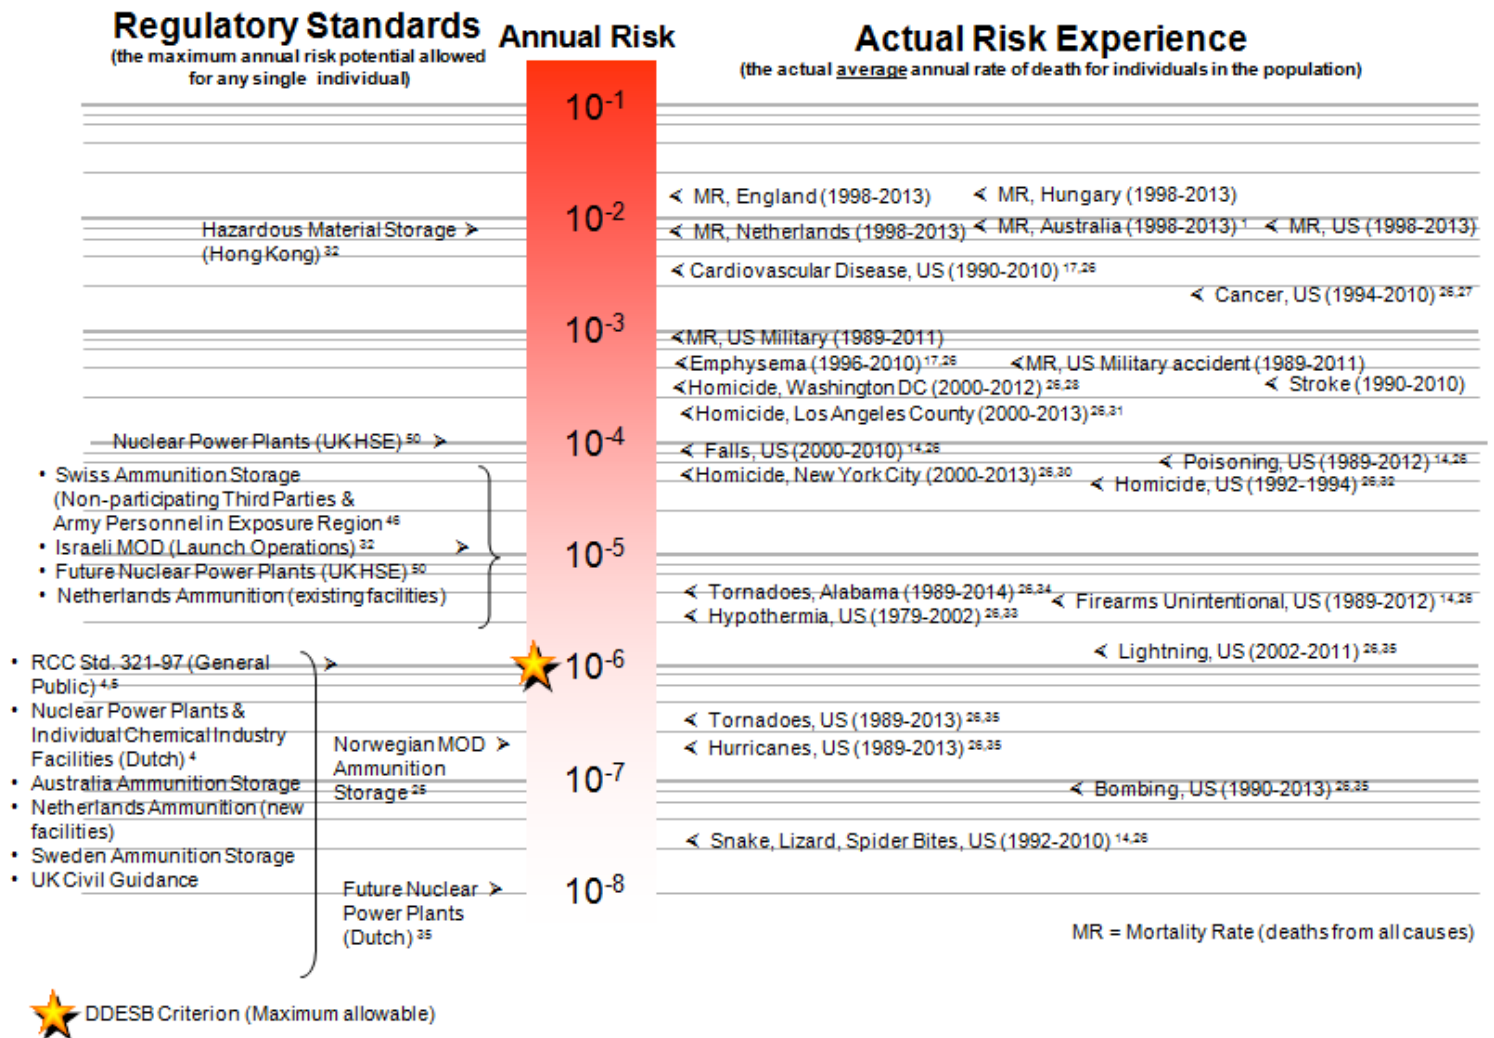 Regulatory Standards
(the maximum annual risk potential allowed
for any single individual)
Annual Risk
Actual Risk Experience
(the actual average annual rate of death for individuals in the population)
10-1
10-2
10-3
10-4
10-5
10-6
10-7
10-8
Hazardous Material Storage ➤
(Hong Kong) 32
Nuclear Power Plants (UK HSE) 50 ➤
• Swiss Ammunition Storage
(Non-participating Third Parties &
Army Personnel in Exposure Region 46
• Israeli MOD (Launch Operations) 32 ➤
• Future Nuclear Power Plants (UK HSE) 50
• Netherlands Ammunition (existing facilities)
• RCC Std. 321-97 (General ➤
Public) 4,5
• Nuclear Power Plants &
Individual Chemical Industry
Facilities (Dutch) 4
• Australia Ammunition Storage
• Netherlands Ammunition (new
facilities)
• Sweden Ammunition Storage
• UK Civil Guidance
Norwegian MOD ➤
Ammunition
Storage 25
Future Nuclear ➤
Power Plants
(Dutch) 35
MR, England (1998-2013)
MR, Hungary (1998-2013)
MR, Netherlands (1998-2013)
MR, Australia (1998-2013) 1
MR, US (1998-2013)
Cardiovascular Disease, US (1990-2010) 17,26
Cancer, US (1994-2010) 26,27
MR, US Military (1989-2011)
Emphysema (1996-2010) 17,26
MR, US Military accident (1989-2011)
Homicide, Washington DC (2000-2012) 26,28
Stroke (1990-2010)
Homicide, Los Angeles County (2000-2013) 26,31
Falls, US (2000-2010) 14,26
Poisoning, US (1989-2012) 14,26
Homicide, New York City (2000-2013) 26,30
Homicide, US (1992-1994) 26,32
Tornadoes, Alabama (1989-2014) 26,34
Firearms Unintentional, US (1989-2012) 14,26
Hypothermia, US (1979-2002) 26,33
Lightning, US (2002-2011) 26,35
Tornadoes, US (1989-2013) 26,35
Hurricanes, US (1989-2013) 26,35
Bombing, US (1990-2013) 26,35
Snake, Lizard, Spider Bites, US (1992-2010) 14,26
MR = Mortality Rate (deaths from all causes)
DDESB Criterion (Maximum allowable)